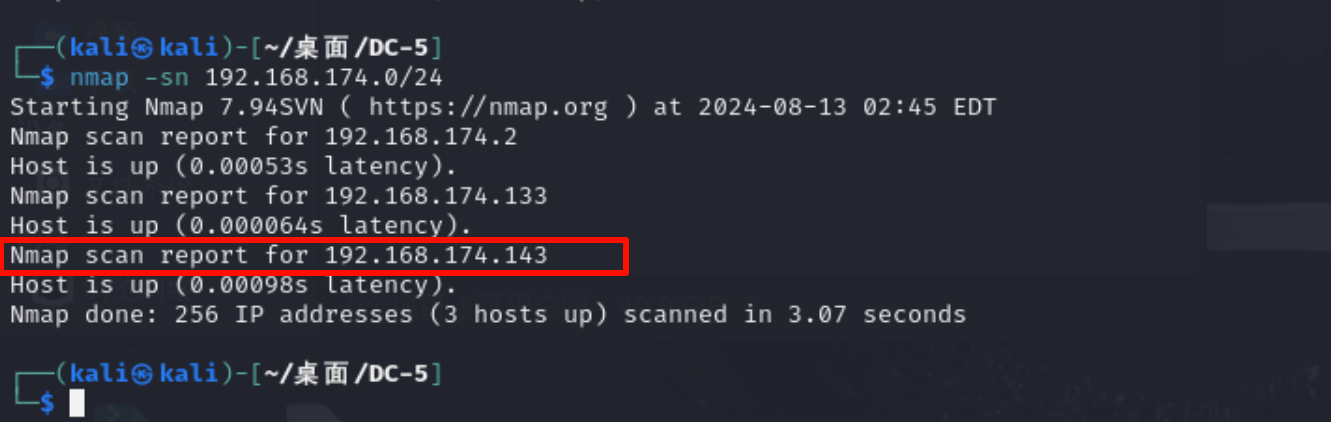 ┌──(kali㉿kali)-[~/桌面/DC-5]
└─$ nmap -sn 192.168.174.0/24
Starting Nmap 7.94SVN ( https://nmap.org ) at 2024-08-13 02:45 EDT
Nmap scan report for 192.168.174.2
Host is up (0.00053s latency).
Nmap scan report for 192.168.174.133
Host is up (0.000064s latency).
Nmap scan report for 192.168.174.143
Host is up (0.00098s latency).
Nmap done: 256 IP addresses (3 hosts up) scanned in 3.07 seconds
┌──(kali㉿kali)-[~/桌面/DC-5]
└─$